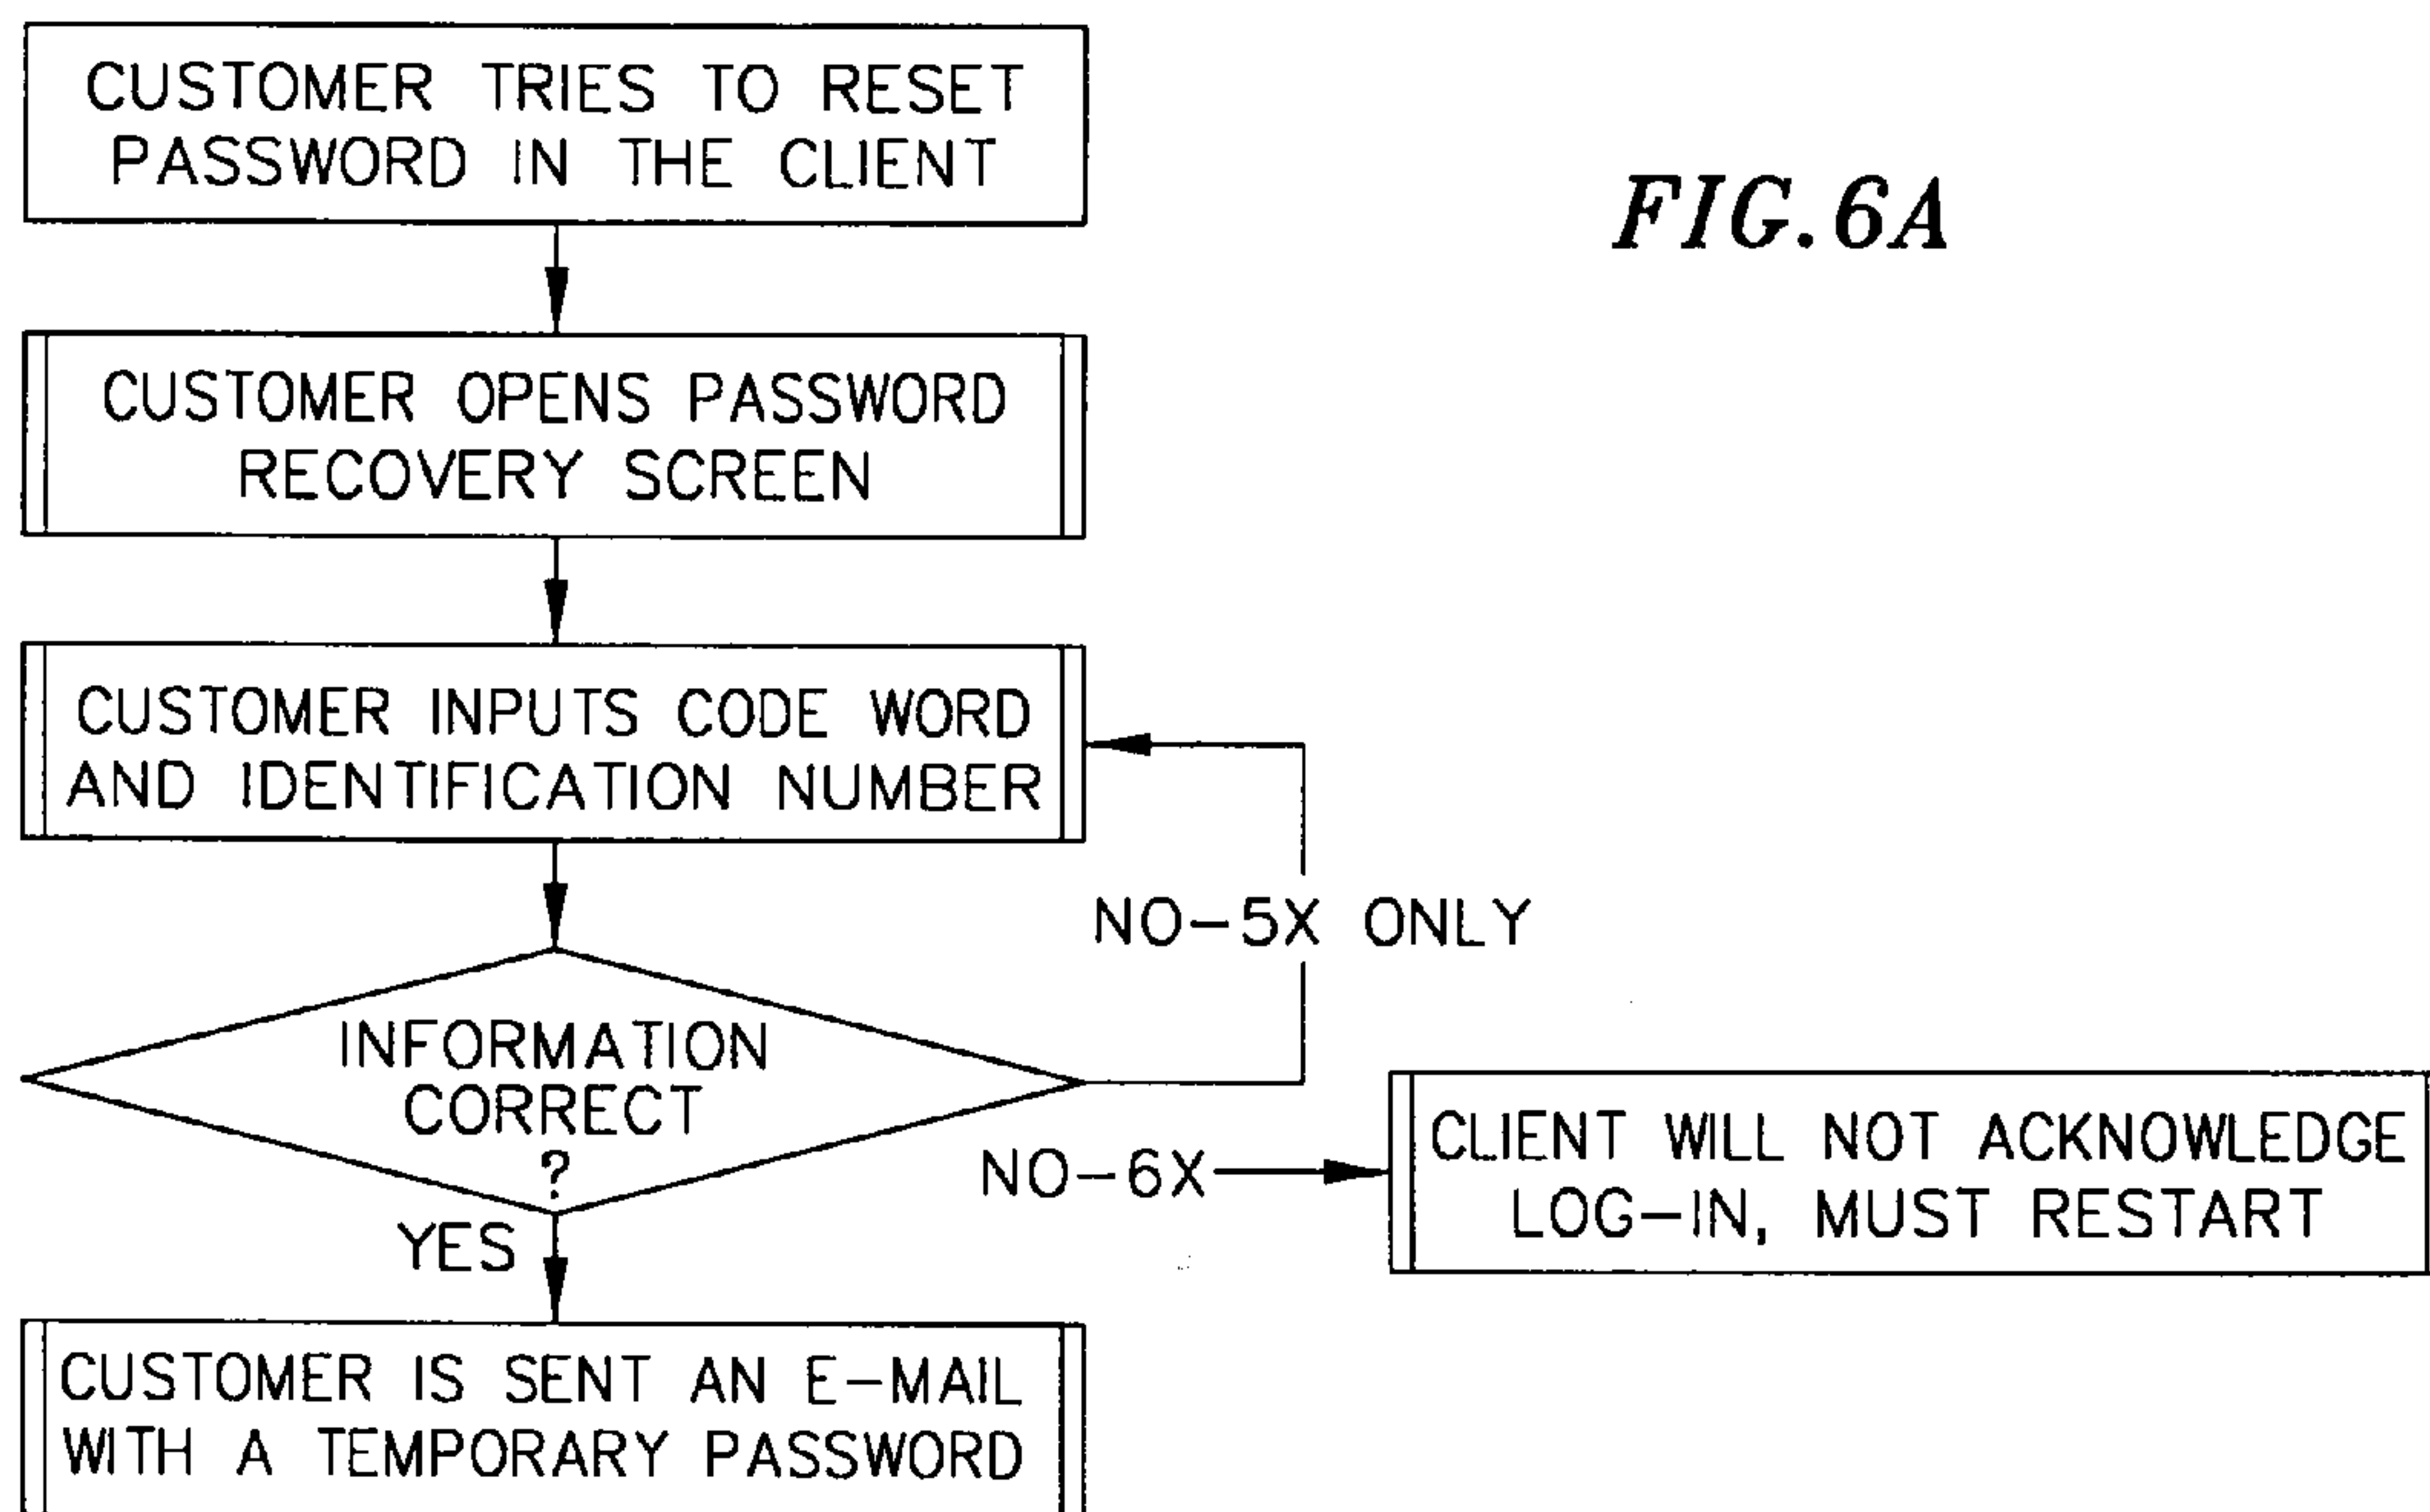 CUSTOMER TRIES TO RESET
PASSWORD IN THE CLIENT
FIG.6A
CUSTOMER OPENS PASSWORD
RECOVERY SCREEN
CUSTOMER INPUTS CODE WORD
AND IDENTIFICATION NUMBER
NO-5X ONLY
INFORMATION
CORRECT
?
NO-6X
CLIENT WILL NOT ACKNOWLEDGE
LOG-IN, MUST RESTART
YES
CUSTOMER IS SENT AN E-MAIL
WITH A TEMPORARY PASSWORD